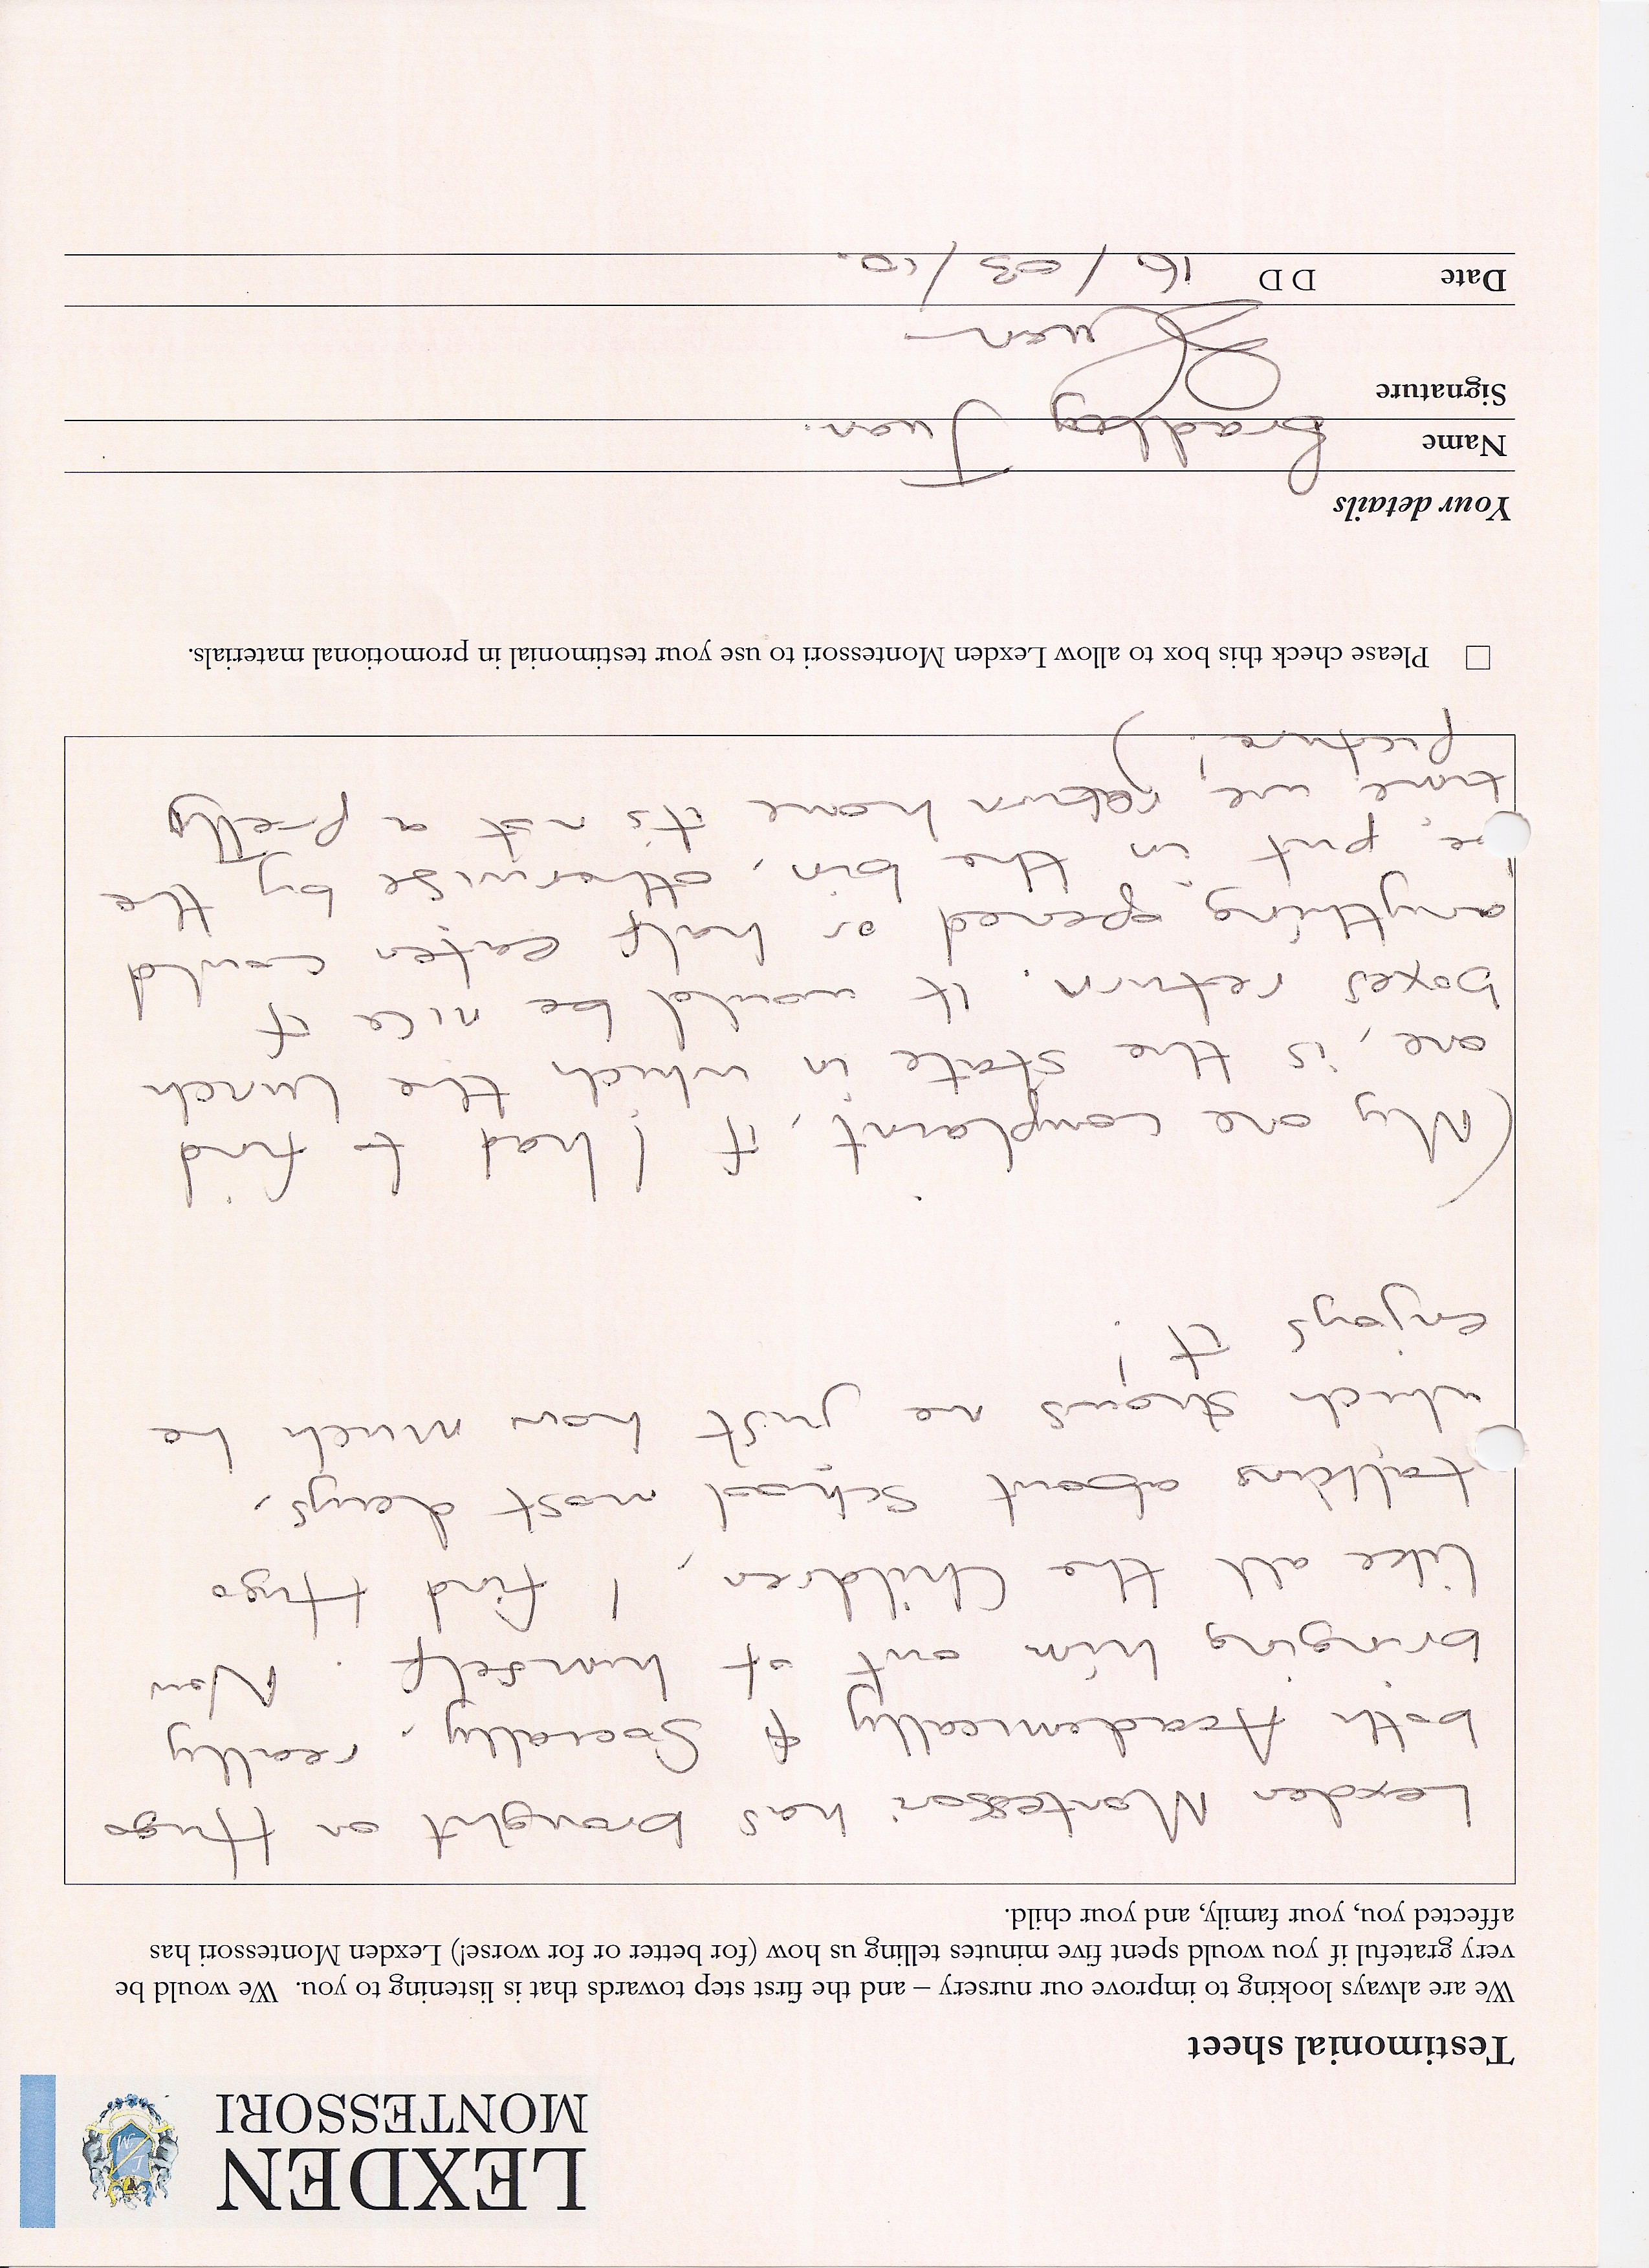 LEXDEN
MONTESSORI
Testimonial sheet
We are always looking to improve our nursery – and the first step towards that is listening to you. We would be
very grateful if you would spent five minutes telling us how (for better or for worse!) Lexden Montessori has
affected you, your family, and your child.
Lexden Montessori has brought on Hugo
both Academically & Socially, really
bringing him out of himself. Now
like all the Children, I find Hugo
talking about School most days,
which shows me just how much he
enjoys it!
(My one complaint, if I had to find
one, is the state in which the lunch
boxes return. It would be nice if
anything opened or half eaten could
be put in the bin, otherwise by the
time we return home it's not a pretty
picture!)
Please check this box to allow Lexden Montessori to use your testimonial in promotional materials.
Your details
Name Bradley
Signature
Date DD 16/03/10.